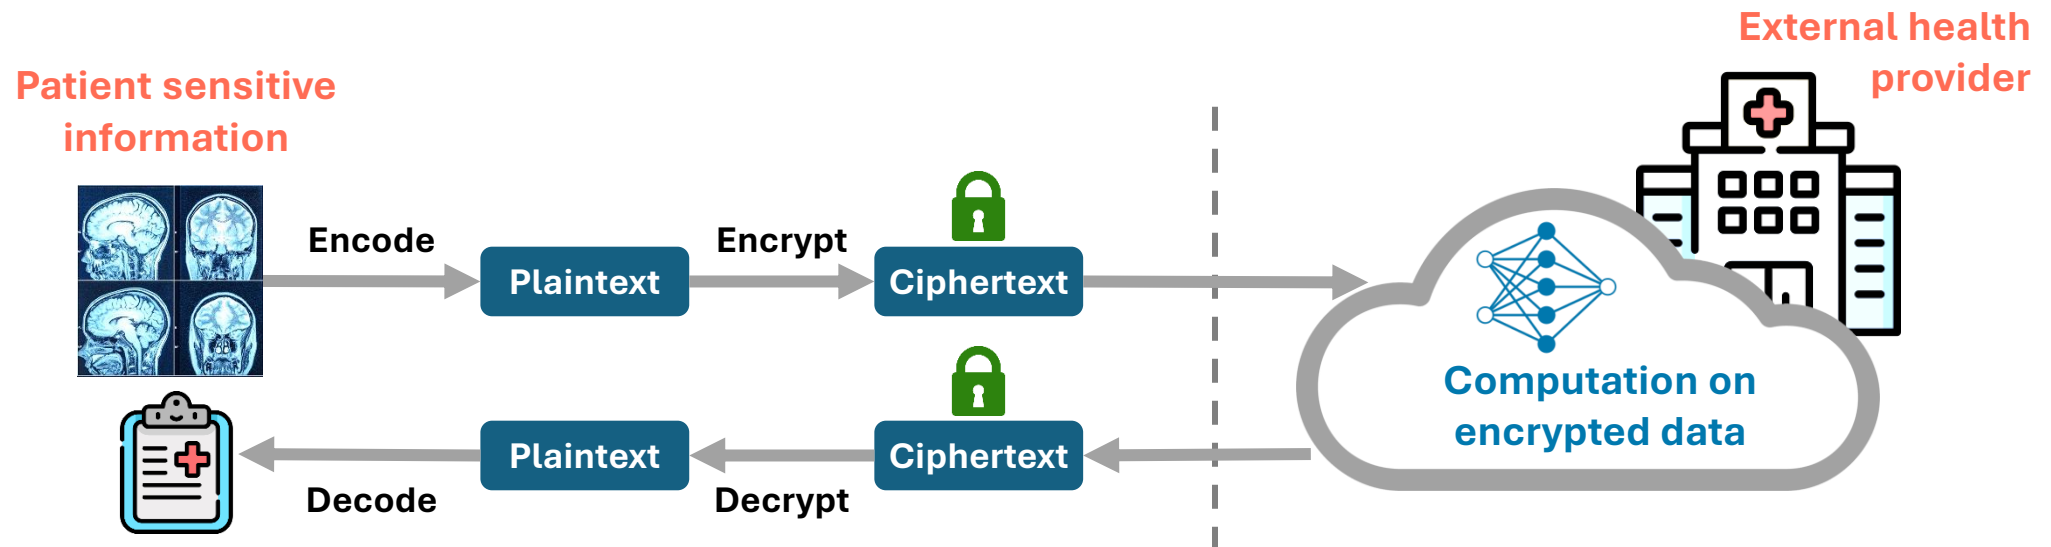 External health
provider
Patient sensitive
information
Encode
Encrypt
Plaintext
Ciphertext
Computation on
encrypted data
Plaintext
Ciphertext
Decode
Decrypt